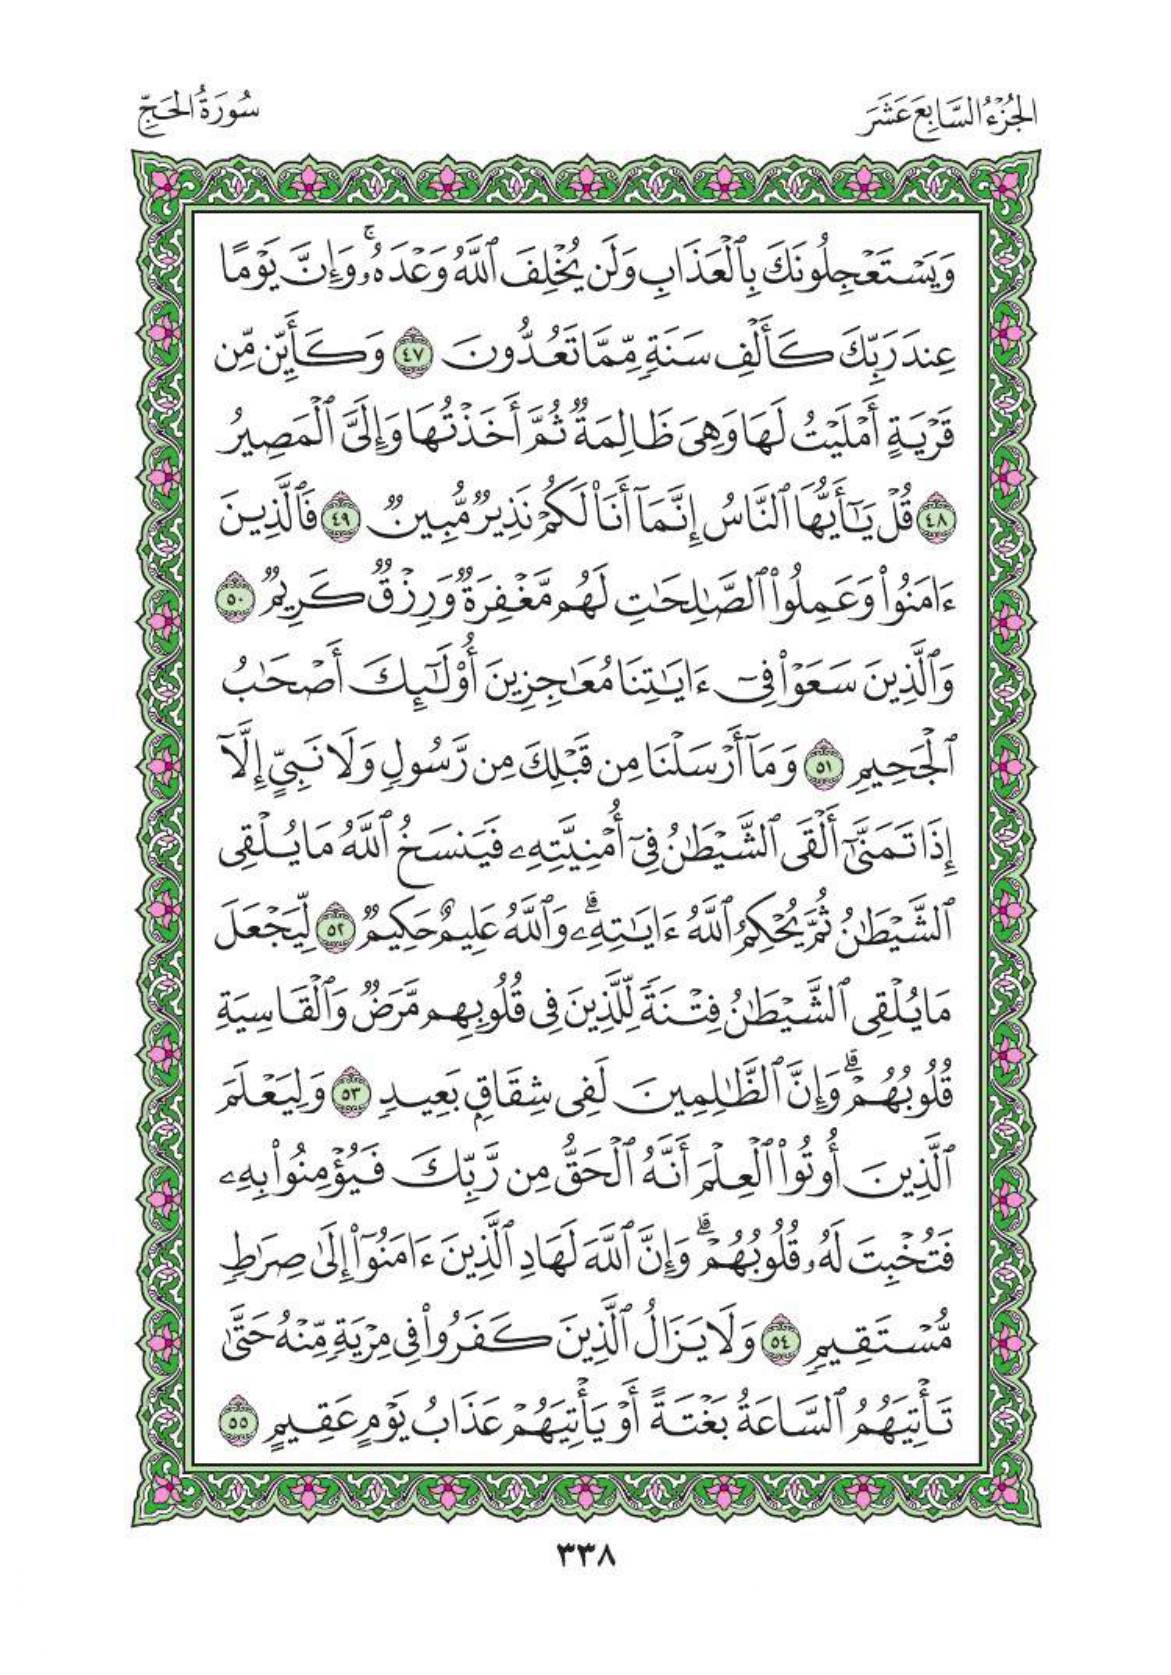 الجُزْءُ السَّابِعَ عَشَرَ
سُورَةُ الحَجِّ
وَيَسْتَعْجِلُونَكَ بِٱلْعَذَابِ وَلَن يُخْلِفَ ٱللَّهُ وَعْدَهُۥۚ وَإِنَّ يَوْمًا
عِندَ رَبِّكَ كَأَلْفِ سَنَةٍ مِّمَّا تَعُدُّونَ ٤٧ وَكَأَيِّن مِّن
قَرْيَةٍ أَمْلَيْتُ لَهَا وَهِيَ ظَالِمَةٌ ثُمَّ أَخَذْتُهَا وَإِلَيَّ ٱلْمَصِيرُ
٤٨ قُلْ يَٰٓأَيُّهَا ٱلنَّاسُ إِنَّمَآ أَنَا۠ لَكُمْ نَذِيرٌ مُّبِينٌ ٤٩ فَٱلَّذِينَ
ءَامَنُواْ وَعَمِلُواْ ٱلصَّٰلِحَٰتِ لَهُم مَّغْفِرَةٌ وَرِزْقٌ كَرِيمٌ ٥٠
وَٱلَّذِينَ سَعَوْاْ فِيٓ ءَايَٰتِنَا مُعَٰجِزِينَ أُوْلَٰٓئِكَ أَصْحَٰبُ
ٱلْجَحِيمِ ٥١ وَمَآ أَرْسَلْنَا مِن قَبْلِكَ مِن رَّسُولٍ وَلَا نَبِيٍّ إِلَّآ
إِذَا تَمَنَّىٰٓ أَلْقَى ٱلشَّيْطَٰنُ فِيٓ أُمْنِيَّتِهِۦ فَيَنسَخُ ٱللَّهُ مَا يُلْقِي
ٱلشَّيْطَٰنُ ثُمَّ يُحْكِمُ ٱللَّهُ ءَايَٰتِهِۦۗ وَٱللَّهُ عَلِيمٌ حَكِيمٌ ٥٢ لِّيَجْعَلَ
مَا يُلْقِي ٱلشَّيْطَٰنُ فِتْنَةً لِّلَّذِينَ فِي قُلُوبِهِم مَّرَضٌ وَٱلْقَاسِيَةِ
قُلُوبُهُمْۗ وَإِنَّ ٱلظَّٰلِمِينَ لَفِي شِقَاقٍۭ بَعِيدٍ ٥٣ وَلِيَعْلَمَ
ٱلَّذِينَ أُوتُواْ ٱلْعِلْمَ أَنَّهُ ٱلْحَقُّ مِن رَّبِّكَ فَيُؤْمِنُواْ بِهِۦ
فَتُخْبِتَ لَهُۥ قُلُوبُهُمْۗ وَإِنَّ ٱللَّهَ لَهَادِ ٱلَّذِينَ ءَامَنُوٓاْ إِلَىٰ صِرَٰطٍ
مُّسْتَقِيمٍ ٥٤ وَلَا يَزَالُ ٱلَّذِينَ كَفَرُواْ فِي مِرْيَةٍ مِّنْهُ حَتَّىٰ
تَأْتِيَهُمُ ٱلسَّاعَةُ بَغْتَةً أَوْ يَأْتِيَهُمْ عَذَابُ يَوْمٍ عَقِيمٍ ٥٥
٣٣٨